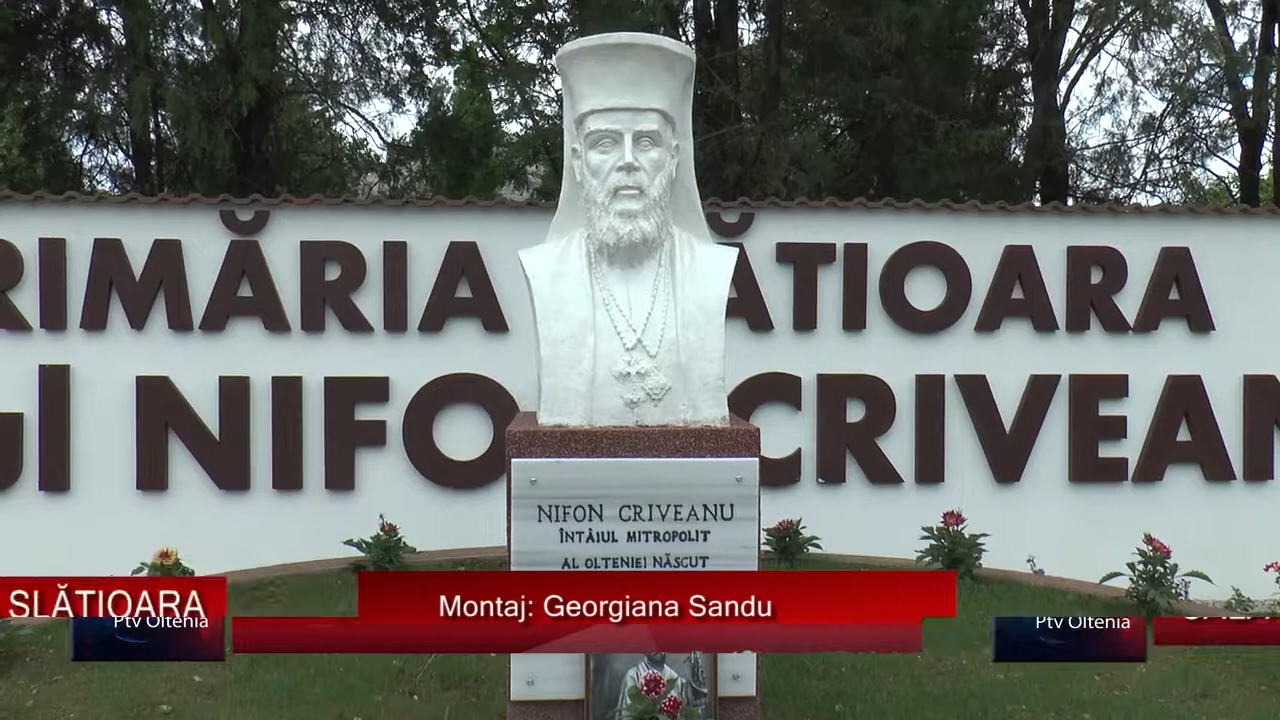 RIMĂRIA ĂTIOARA
NIFO CRIVEAN
NIFON CRIVEANU
ÎNTÂIUL MITROPOLIT
AL OLTENIEI NĂSCUT
SLĂTIOARA
Montaj: Georgiana Sandu
Ptv Oltenia
Ptv Oltenia